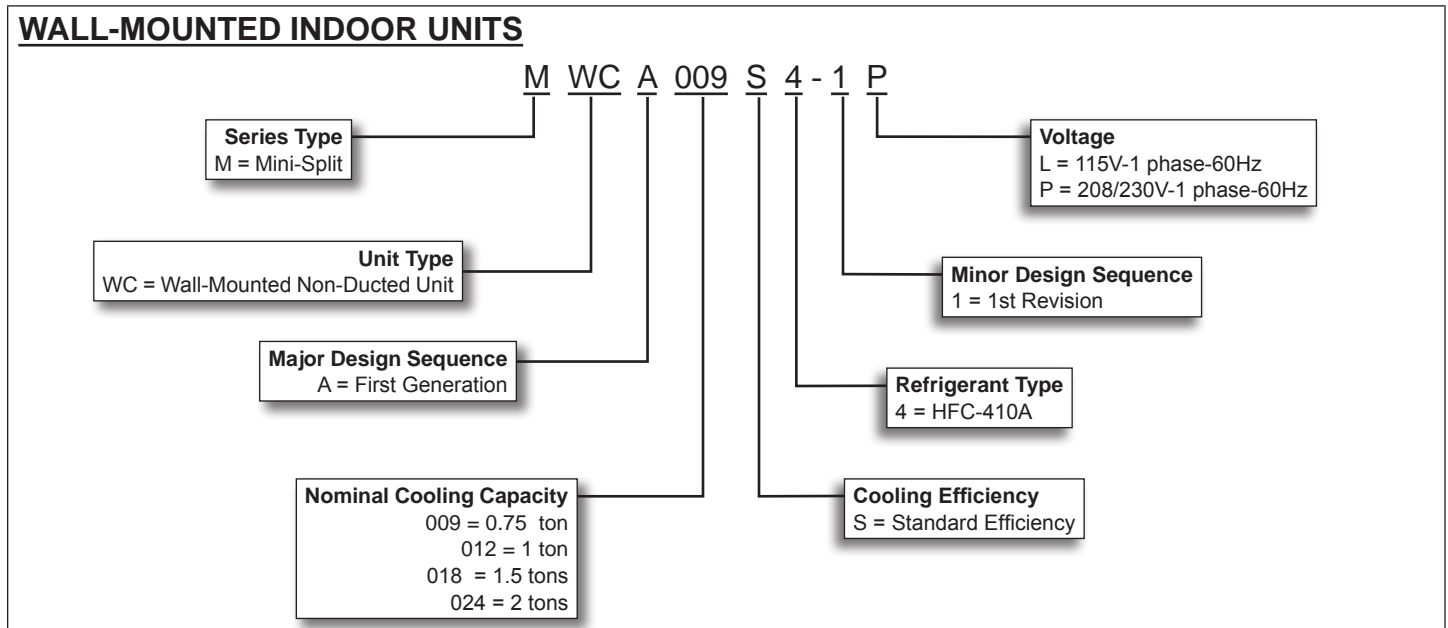 WALL-MOUNTED INDOOR UNITS
M WC A 009 S 4 - 1 P
Series Type
M = Mini-Split
Unit Type
WC = Wall-Mounted Non-Ducted Unit
Major Design Sequence
A = First Generation
Nominal Cooling Capacity
009 = 0.75 ton
012 = 1 ton
018 = 1.5 tons
024 = 2 tons
Voltage
L = 115V-1 phase-60Hz
P = 208/230V-1 phase-60Hz
Minor Design Sequence
1 = 1st Revision
Refrigerant Type
4 = HFC-410A
Cooling Efficiency
S = Standard Efficiency